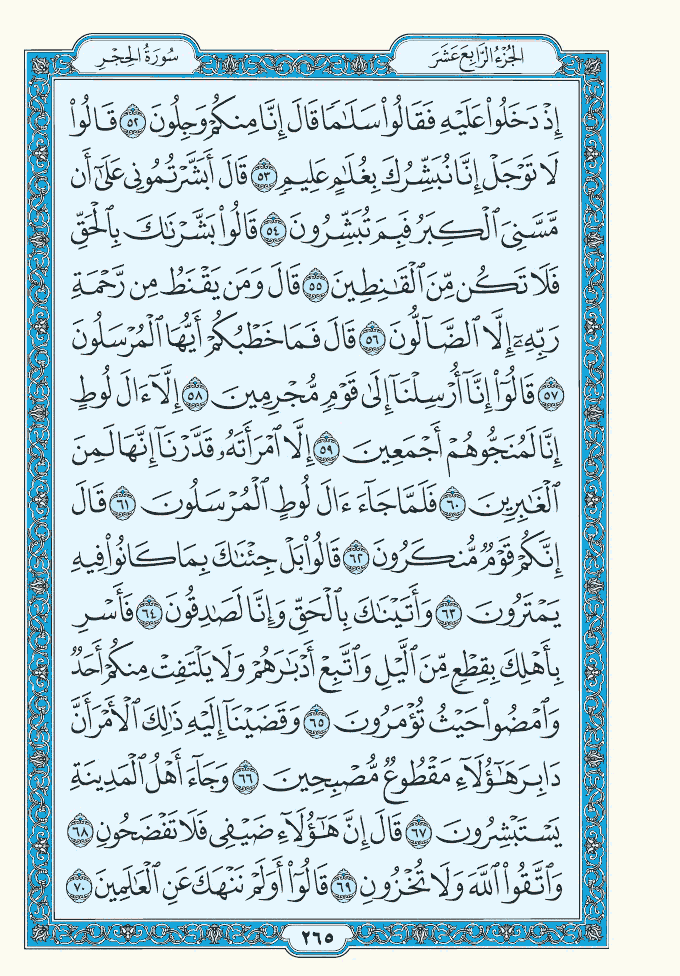 الجُزْءُ الرَّابِعَ عَشَرَ
سُورَةُ الحِجْرِ
إِذْ دَخَلُوا۟ عَلَيْهِ فَقَالُوا۟ سَلَـٰمًا قَالَ إِنَّا مِنكُمْ وَجِلُونَ ٥٢ قَالُوا۟
لَا تَوْجَلْ إِنَّا نُبَشِّرُكَ بِغُلَـٰمٍ عَلِيمٍ ٥٣ قَالَ أَبَشَّرْتُمُونِى عَلَىٰٓ أَن
مَّسَّنِىَ ٱلْكِبَرُ فَبِمَ تُبَشِّرُونَ ٥٤ قَالُوا۟ بَشَّرْنَـٰكَ بِٱلْحَقِّ
فَلَا تَكُن مِّنَ ٱلْقَـٰنِطِينَ ٥٥ قَالَ وَمَن يَقْنَطُ مِن رَّحْمَةِ
رَبِّهِۦٓ إِلَّا ٱلضَّآلُّونَ ٥٦ قَالَ فَمَا خَطْبُكُمْ أَيُّهَا ٱلْمُرْسَلُونَ
٥٧ قَالُوٓا۟ إِنَّآ أُرْسِلْنَآ إِلَىٰ قَوْمٍ مُّجْرِمِينَ ٥٨ إِلَّآ ءَالَ لُوطٍ
إِنَّا لَمُنَجُّوهُمْ أَجْمَعِينَ ٥٩ إِلَّا ٱمْرَأَتَهُۥ قَدَّرْنَآ إِنَّهَا لَمِنَ
ٱلْغَـٰبِرِينَ ٦٠ فَلَمَّا جَآءَ ءَالَ لُوطٍ ٱلْمُرْسَلُونَ ٦١ قَالَ
إِنَّكُمْ قَوْمٌ مُّنكَرُونَ ٦٢ قَالُوا۟ بَلْ جِئْنَـٰكَ بِمَا كَانُوا۟ فِيهِ
يَمْتَرُونَ ٦٣ وَأَتَيْنَـٰكَ بِٱلْحَقِّ وَإِنَّا لَصَـٰدِقُونَ ٦٤ فَأَسْرِ
بِأَهْلِكَ بِقِطْعٍ مِّنَ ٱلَّيْلِ وَٱتَّبِعْ أَدْبَـٰرَهُمْ وَلَا يَلْتَفِتْ مِنكُمْ أَحَدٌ
وَٱمْضُوا۟ حَيْثُ تُؤْمَرُونَ ٦٥ وَقَضَيْنَآ إِلَيْهِ ذَٰلِكَ ٱلْأَمْرَ أَنَّ
دَابِرَ هَـٰٓؤُلَآءِ مَقْطُوعٌ مُّصْبِحِينَ ٦٦ وَجَآءَ أَهْلُ ٱلْمَدِينَةِ
يَسْتَبْشِرُونَ ٦٧ قَالَ إِنَّ هَـٰٓؤُلَآءِ ضَيْفِى فَلَا تَفْضَحُونِ ٦٨
وَٱتَّقُوا۟ ٱللَّهَ وَلَا تُخْزُونِ ٦٩ قَالُوٓا۟ أَوَلَمْ نَنْهَكَ عَنِ ٱلْعَـٰلَمِينَ ٧٠
٢٦٥